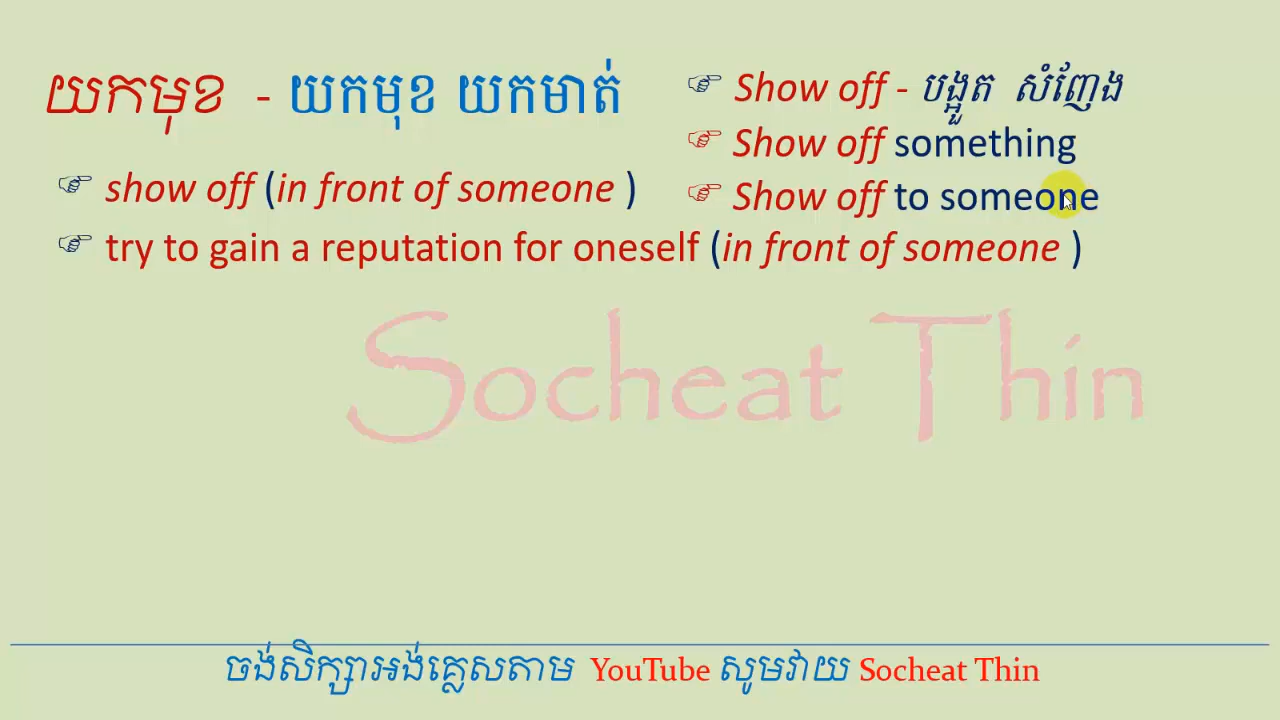 យកមុខ - យកមុខ យកមាត់
show off (in front of someone )
try to gain a reputation for oneself (in front of someone )
Show off - បង្អួត សំញែង
Show off something
Show off to someone
Socheat Thin
ចង់សិក្សាអង់គ្លេសតាម YouTube សូមវាយ Socheat Thin